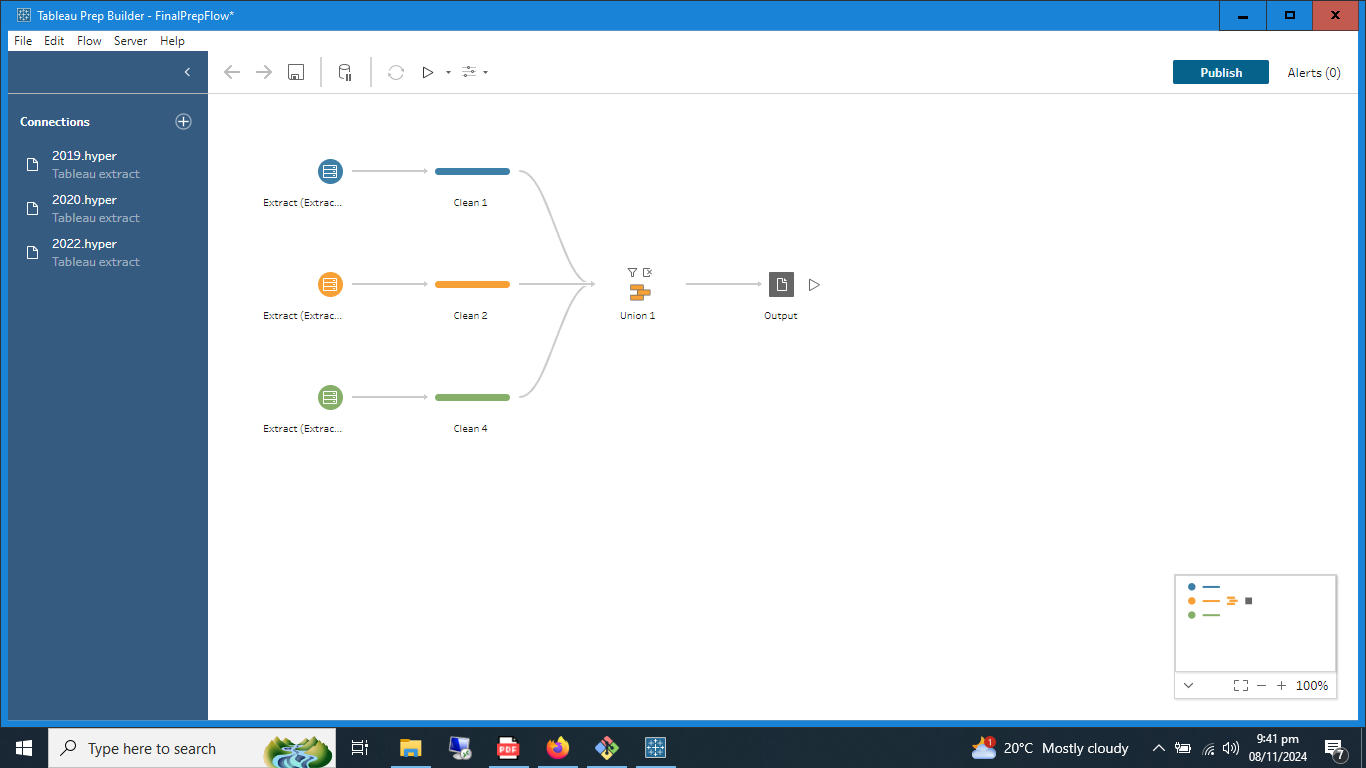 Tableau Prep Builder - FinalPrepFlow*
File Edit Flow Server Help
Publish
Alerts (0)
Connections
2019.hyper
Tableau extract
2020.hyper
Tableau extract
2022.hyper
Tableau extract
Extract (Extrac...
Clean 1
Extract (Extrac...
Clean 2
Union 1
Output
Extract (Extrac...
Clean 4
100%
Type here to search
PDF
1
20°C Mostly cloudy
9:41 pm
08/11/2024
7